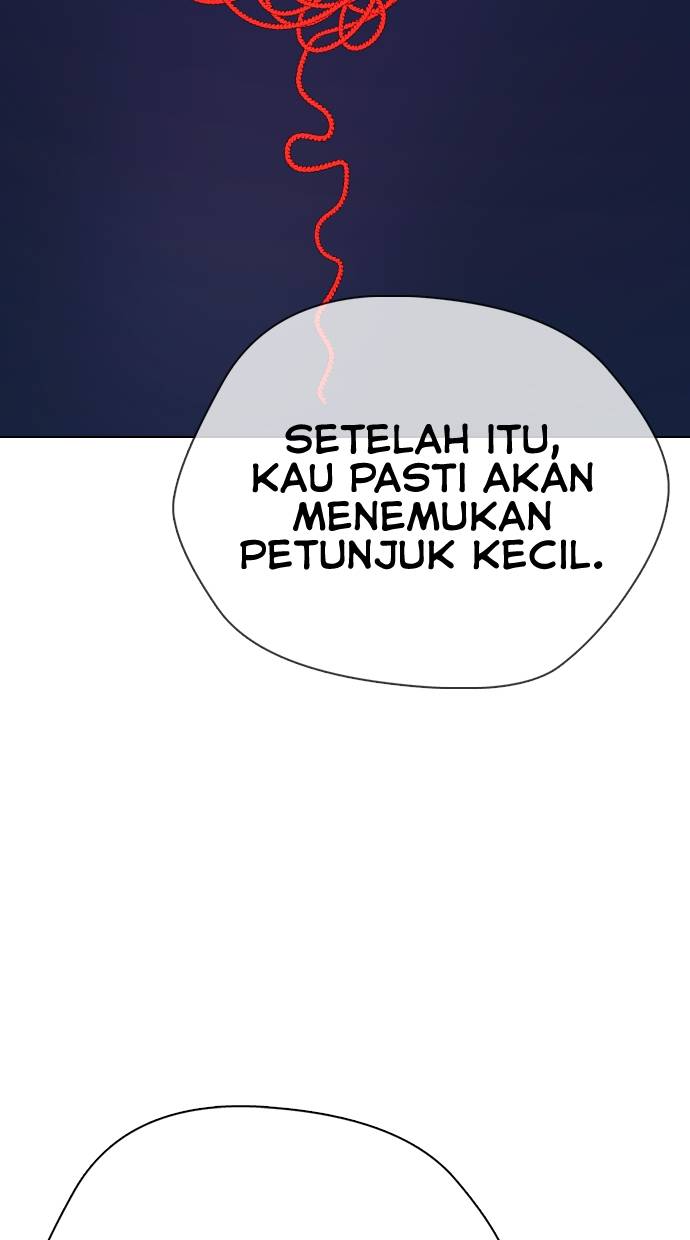 SETELAH ITU,
KAU PASTI AKAN
MENEMUKAN
PETUNJUK KECIL.